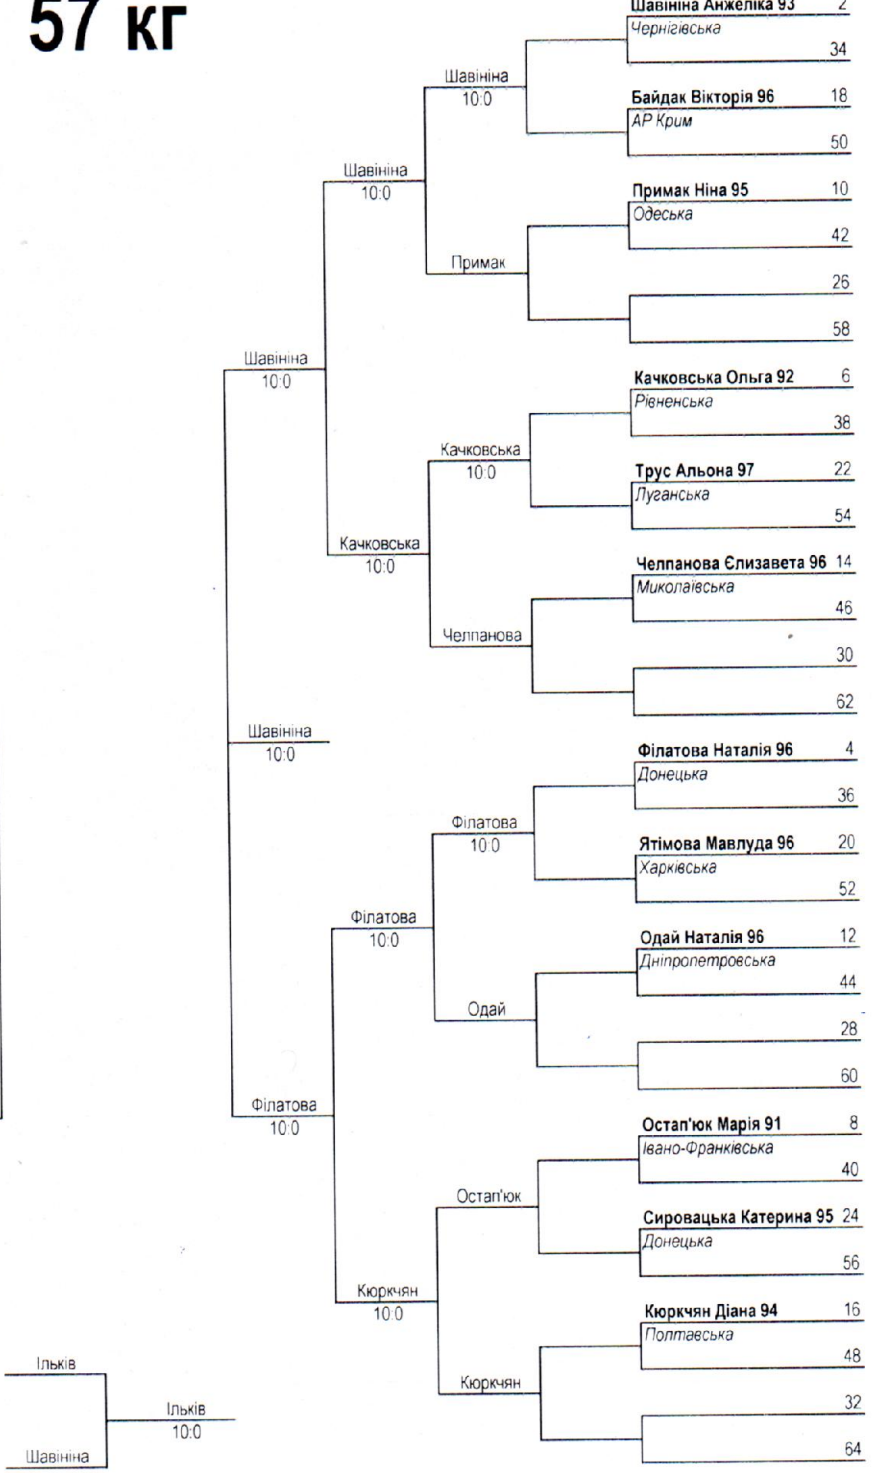 57 кг
Шавініна Анжеліка 93 2
Чернігівська
34
Шавініна
10:0
Байдак Вікторія 96 18
АР Крим
50
Шавініна
10:0
Примак Ніна 95 10
Одеська
42
Примак
26
58
Шавініна
10:0
Качковська Ольга 92 6
Рівненська
38
Качковська
10:0
Трус Альона 97 22
Луганська
54
Качковська
10:0
Челпанова Єлизавета 96 14
Миколаївська
46
Челпанова
30
62
Шавініна
10:0
Філатова Наталія 96 4
Донецька
36
Філатова
10:0
Ятімова Мавлуда 96 20
Харківська
52
Філатова
10:0
Одай Наталія 96 12
Дніпропетровська
44
Одай
28
60
Філатова
10:0
Остап'юк Марія 91 8
Івано-Франківська
40
Остап'юк
Сировацька Катерина 95 24
Донецька
56
Кюркчян
10:0
Кюркчян Діана 94 16
Полтавська
48
Кюркчян
32
64
Ільків
Ільків
10:0
Шавініна